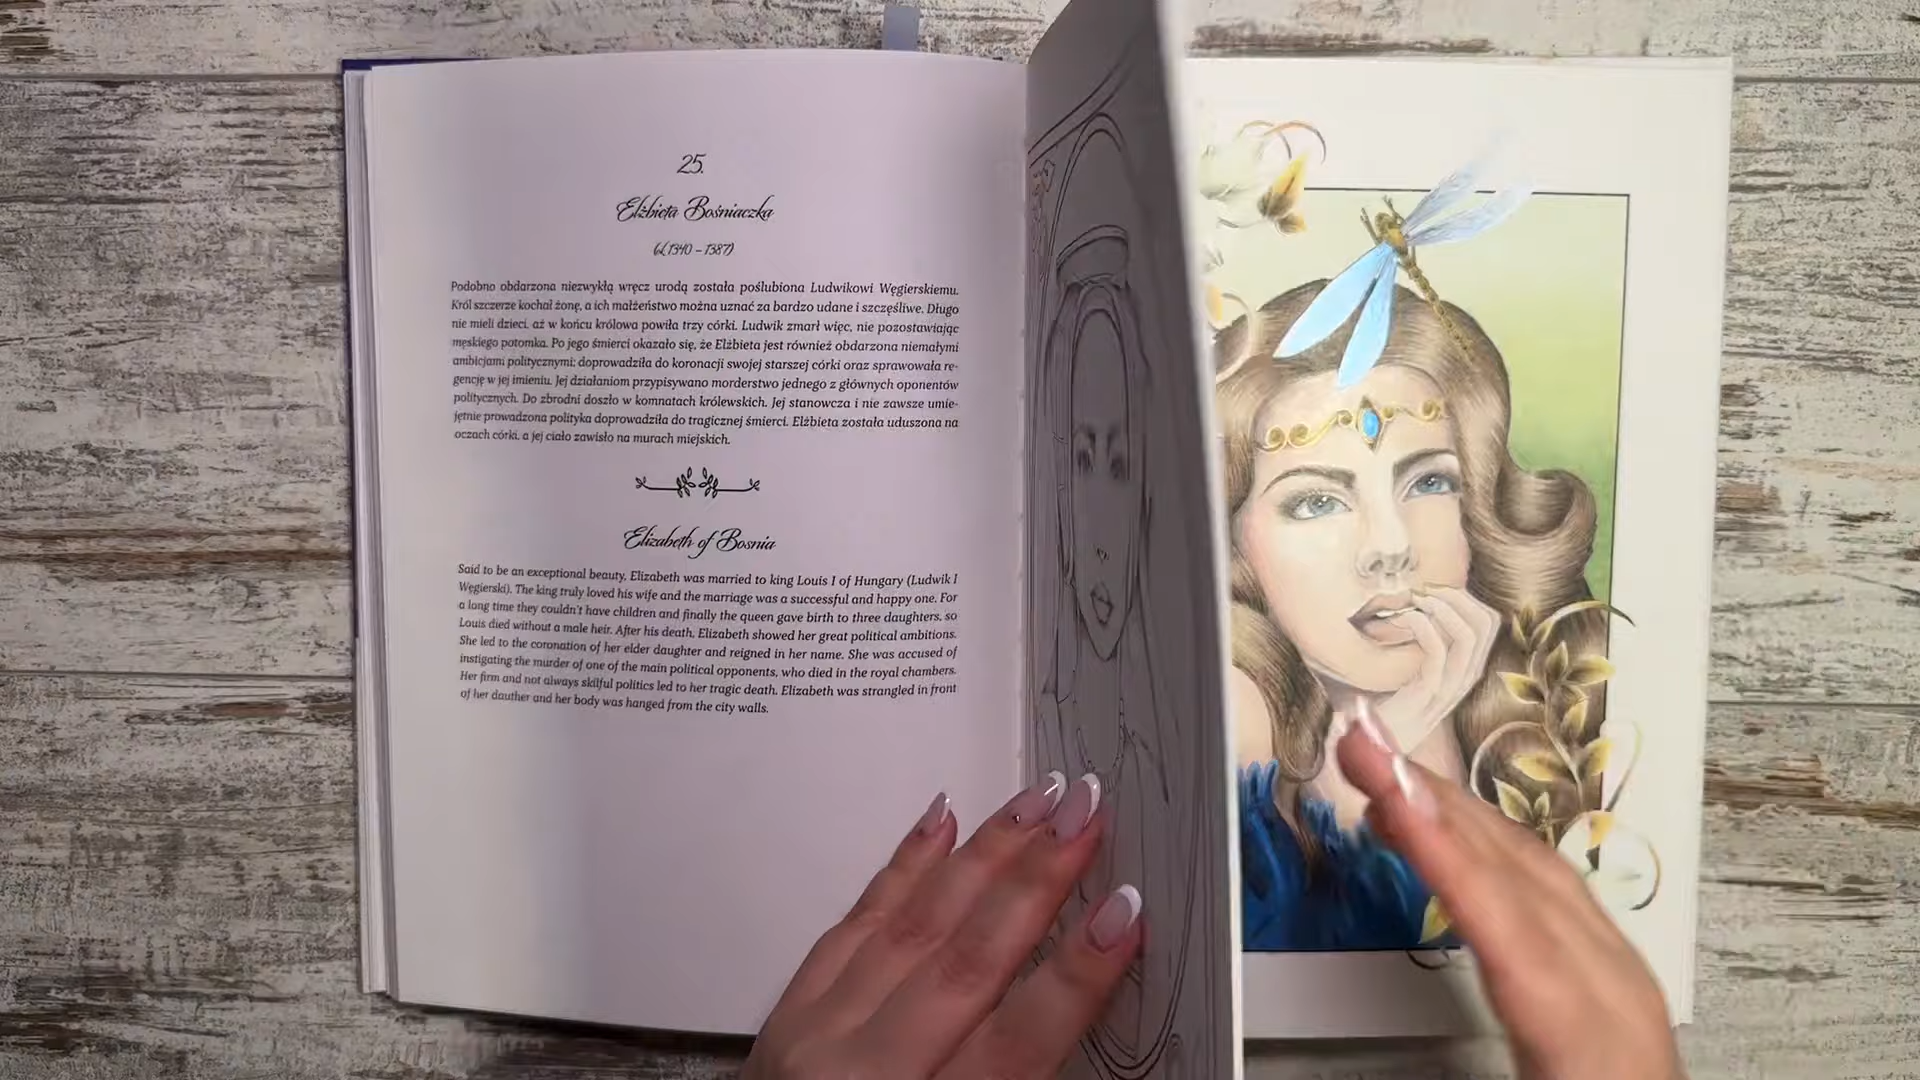 25.
Elżbieta Bośniaczka
(1340 – 1387)
Podobno obdarzona niezwykłą wręcz urodą została poślubiona Ludwikowi Węgierskiemu.
Król szczerze kochał żonę, a ich małżeństwo można uznać za bardzo udane i szczęśliwe. Długo
nie mieli dzieci, aż w końcu królowa powiła trzy córki. Ludwik zmarł więc, nie pozostawiając
męskiego potomka. Po jego śmierci okazało się, że Elżbieta jest również obdarzona niemałymi
ambicjami politycznymi: doprowadziła do koronacji swojej starszej córki oraz sprawowała re-
gencję w jej imieniu. Jej działaniom przypisywano morderstwo jednego z głównych oponentów
politycznych. Do zbrodni doszło w komnatach królewskich. Jej stanowcza i nie zawsze umie-
jętnie prowadzona polityka doprowadziła do tragicznej śmierci. Elżbieta została uduszona na
oczach córki, a jej ciało zawisło na murach miejskich.
Elizabeth of Bosnia
Said to be an exceptional beauty, Elizabeth was married to king Louis I of Hungary (Ludwik I
Węgierski). The king truly loved his wife and the marriage was a successful and happy one. For
a long time they couldn't have children and finally the queen gave birth to three daughters, so
Louis died without a male heir. After his death, Elizabeth showed her great political ambitions.
She led to the coronation of her elder daughter and reigned in her name. She was accused of
instigating the murder of one of the main political opponents, who died in the royal chambers.
Her firm and not always skilful politics led to her tragic death. Elizabeth was strangled in front
of her dauther and her body was hanged from the city walls.